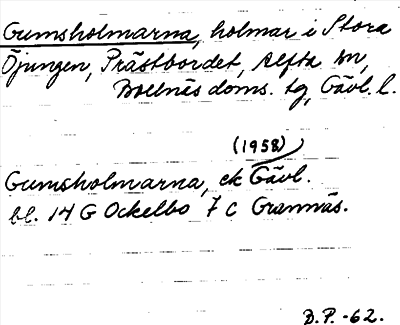 Gumsholmarna, holmar i Stora
Öjungen, Prästbordet, Alfta sn,
Bollnäs doms. tg, Gävl. l.
(1958)
Gumsholmarna, ek Gävl.
bl. 14 G Ockelbo 7 c Grannäs.
B.P. -62.